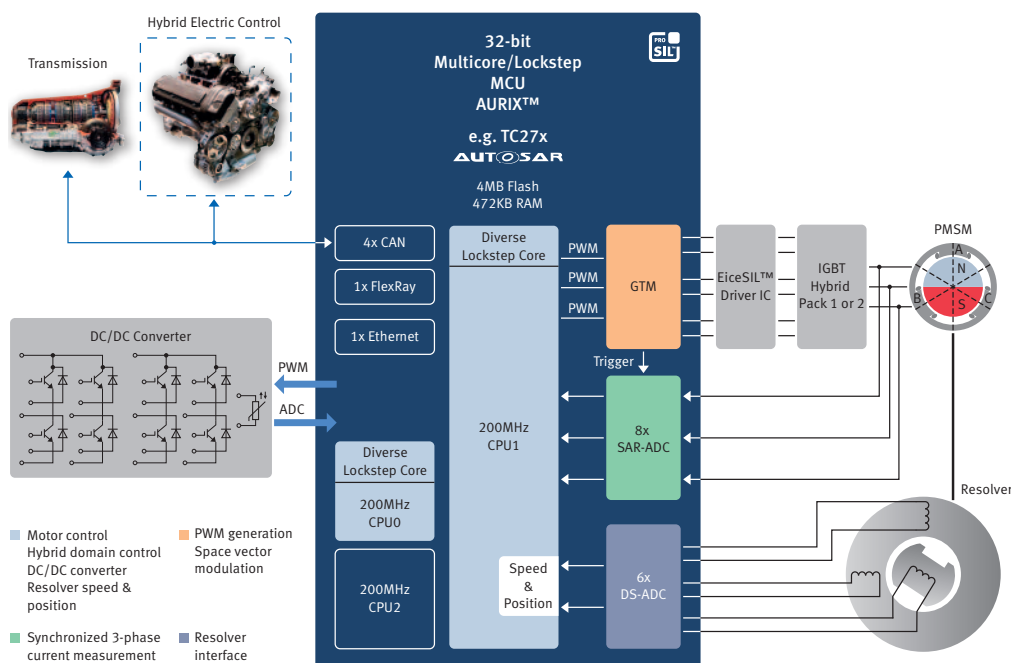 Hybrid Electric Control
Transmission
32-bit
Multicore/Lockstep
MCU
AURIX™
PRO
SIL
e.g. TC27x
AUTOSAR
4MB Flash
472KB RAM
4x CAN
1x FlexRay
1x Ethernet
Diverse
Lockstep Core
PWM
PWM
PWM
GTM
EiceSIL™
Driver IC
IGBT
Hybrid
Pack 1 or 2
PMSM
A
N
B
S
C
DC/DC Converter
PWM
ADC
Trigger
200MHz
CPU1
8x
SAR-ADC
Diverse
Lockstep Core
200MHz
CPU0
200MHz
CPU2
Speed
&
Position
6x
DS-ADC
Resolver
Motor control
Hybrid domain control
DC/DC converter
Resolver speed &
position
PWM generation
Space vector
modulation
Synchronized 3-phase
current measurement
Resolver
interface